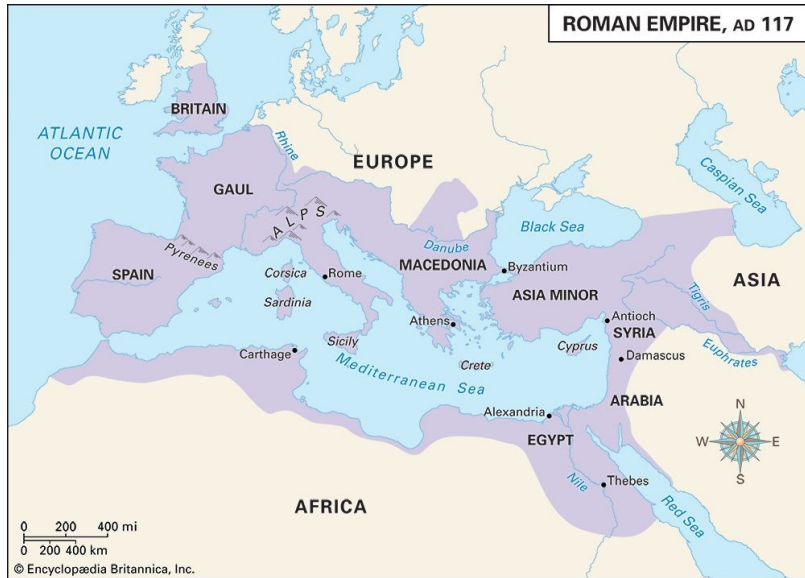 ROMAN EMPIRE, AD 117
BRITAIN
ATLANTIC
OCEAN
Rhine
EUROPE
GAUL
ALPS
Caspian Sea
Black Sea
Pyrenees
Danube
SPAIN
Corsica
Rome
MACEDONIA
Byzantium
ASIA
ASIA MINOR
Sardinia
Tigris
Athens
Antioch
SYRIA
Sicily
Carthage
Cyprus
Euphrates
Damascus
Mediterranean Sea
Crete
ARABIA
Alexandria
N
W
E
S
EGYPT
Nile
Thebes
Red Sea
AFRICA
0 200 400 mi
0 200 400 km
© Encyclopædia Britannica, Inc.